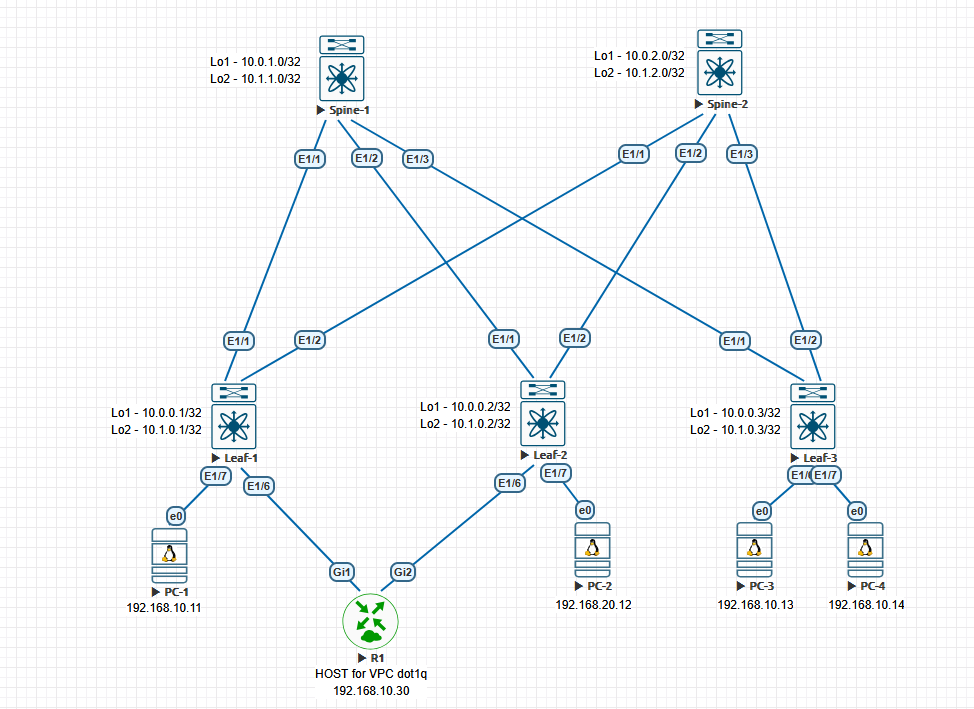 Lo1 - 10.0.1.0/32
Lo2 - 10.1.1.0/32
Spine-1
Lo1 - 10.0.2.0/32
Lo2 - 10.1.2.0/32
Spine-2
E1/1
E1/2
E1/3
E1/1
E1/2
E1/3
E1/1
E1/2
E1/1
E1/2
E1/1
E1/2
Lo1 - 10.0.0.1/32
Lo2 - 10.1.0.1/32
Leaf-1
Lo1 - 10.0.0.2/32
Lo2 - 10.1.0.2/32
Leaf-2
Lo1 - 10.0.0.3/32
Lo2 - 10.1.0.3/32
Leaf-3
E1/7
E1/6
E1/6
E1/7
E1/7
e0
e0
e0
e0
Gi1
Gi2
PC-1
192.168.10.11
PC-2
192.168.20.12
PC-3
192.168.10.13
PC-4
192.168.10.14
R1
HOST for VPC dot1q
192.168.10.30